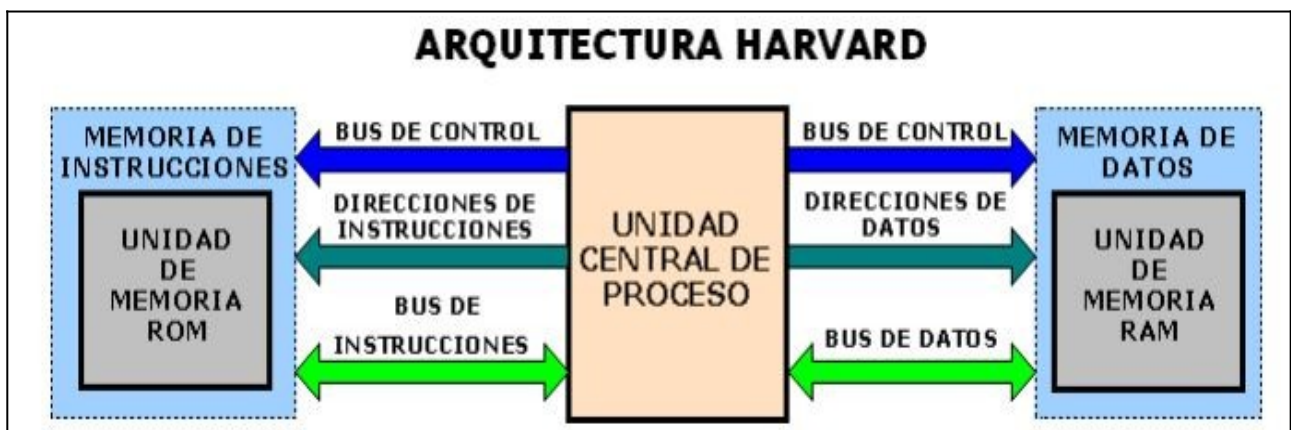 ARQUITECTURA HARVARD
MEMORIA DE
INSTRUCCIONES
UNIDAD
DE
MEMORIA
ROM
BUS DE CONTROL
DIRECCIONES DE
INSTRUCCIONES
BUS DE
INSTRUCCIONES
UNIDAD
CENTRAL DE
PROCESO
BUS DE CONTROL
DIRECCIONES DE
DATOS
BUS DE DATOS
MEMORIA DE
DATOS
UNIDAD
DE
MEMORIA
RAM